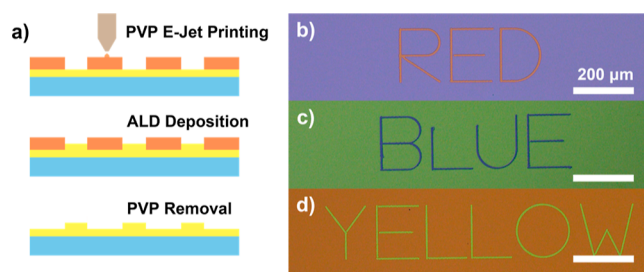 a)
PVP E-Jet Printing
ALD Deposition
PVP Removal
b)
RED
200 μm
c)
BLUE
d)
YELLOW